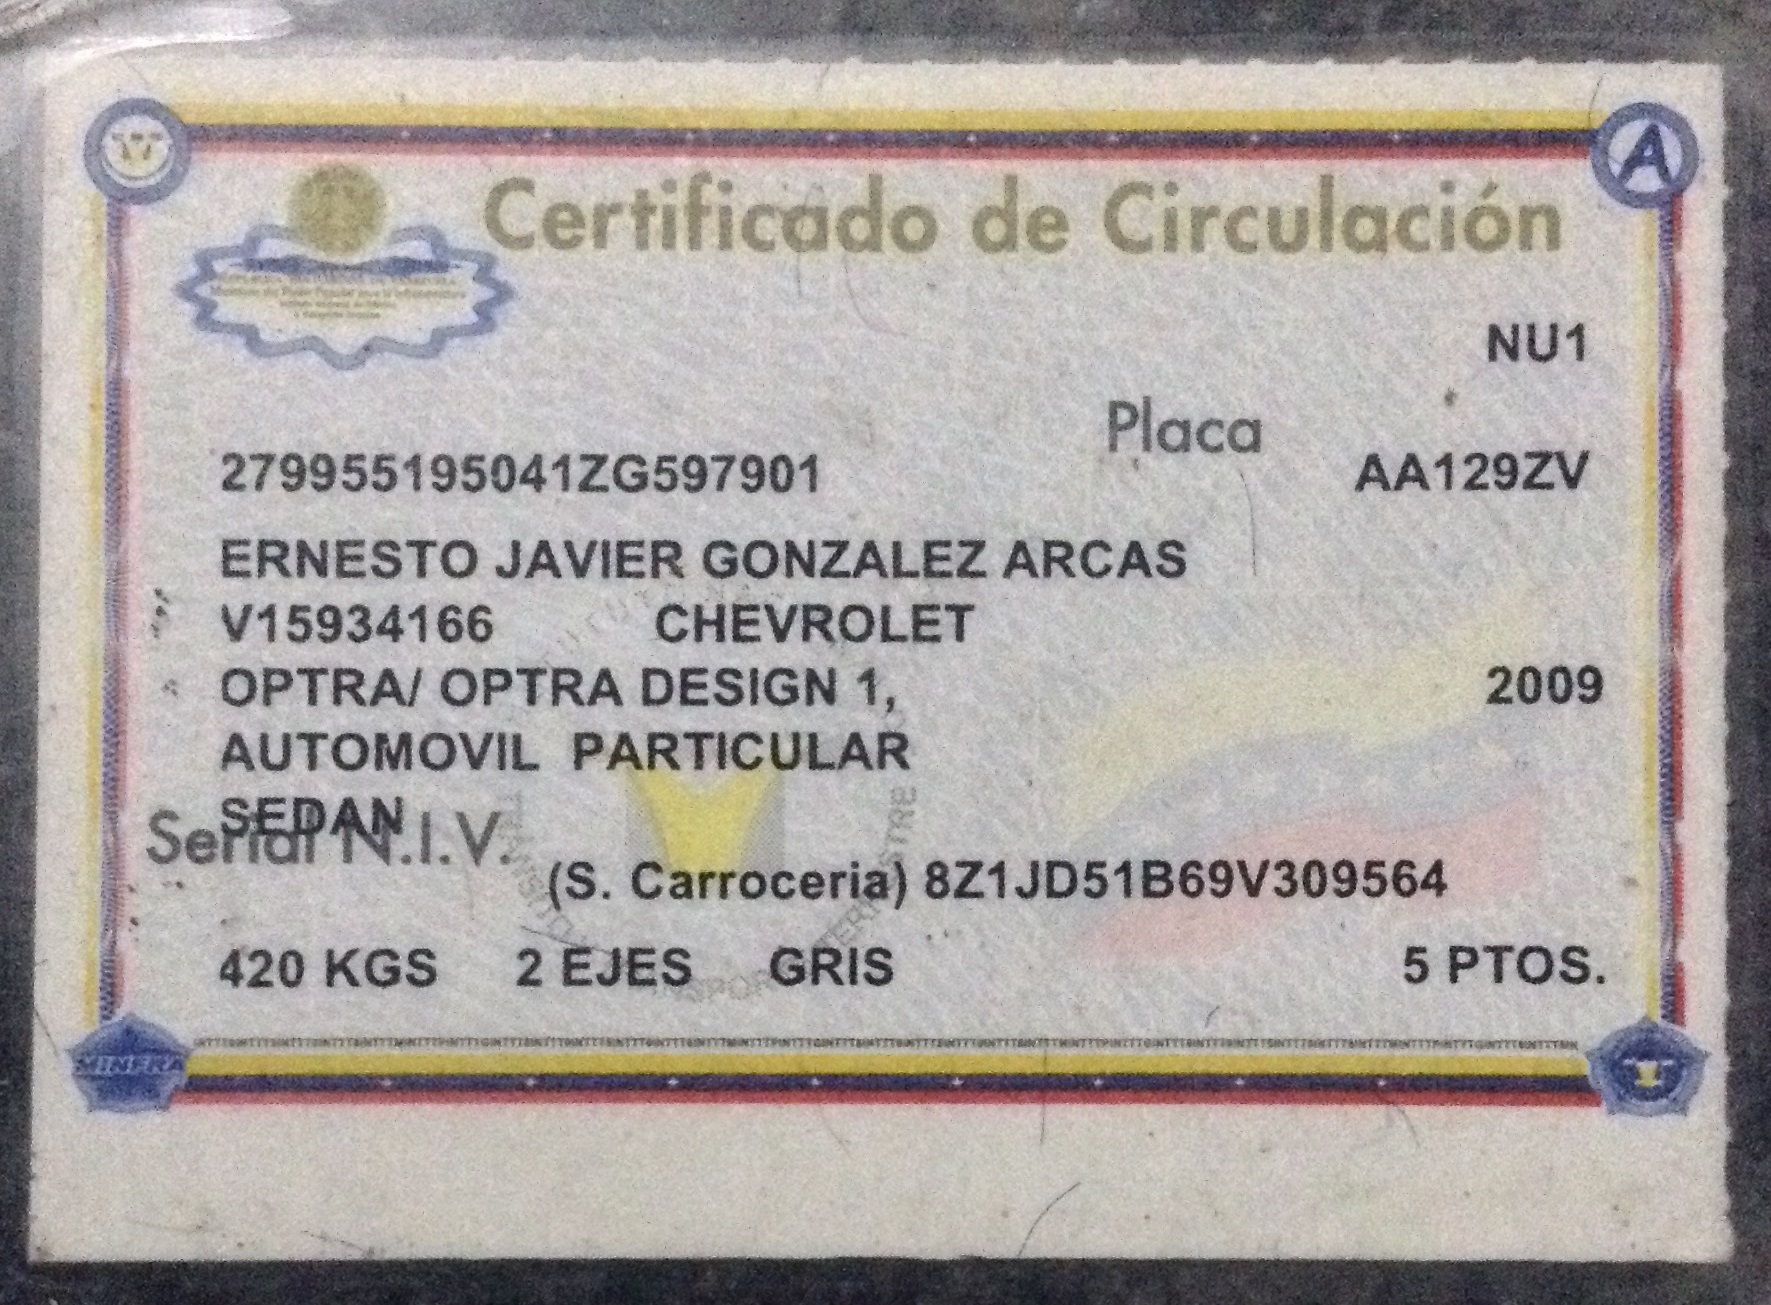 Certificado de Circulación
NU1
Placa
279955195041ZG597901 AA129ZV
ERNESTO JAVIER GONZALEZ ARCAS
V15934166 CHEVROLET
OPTRA/ OPTRA DESIGN 1, 2009
AUTOMOVIL PARTICULAR
SEDAN
Serial N.I.V.
(S. Carroceria) 8Z1JD51B69V309564
420 KGS 2 EJES GRIS 5 PTOS.